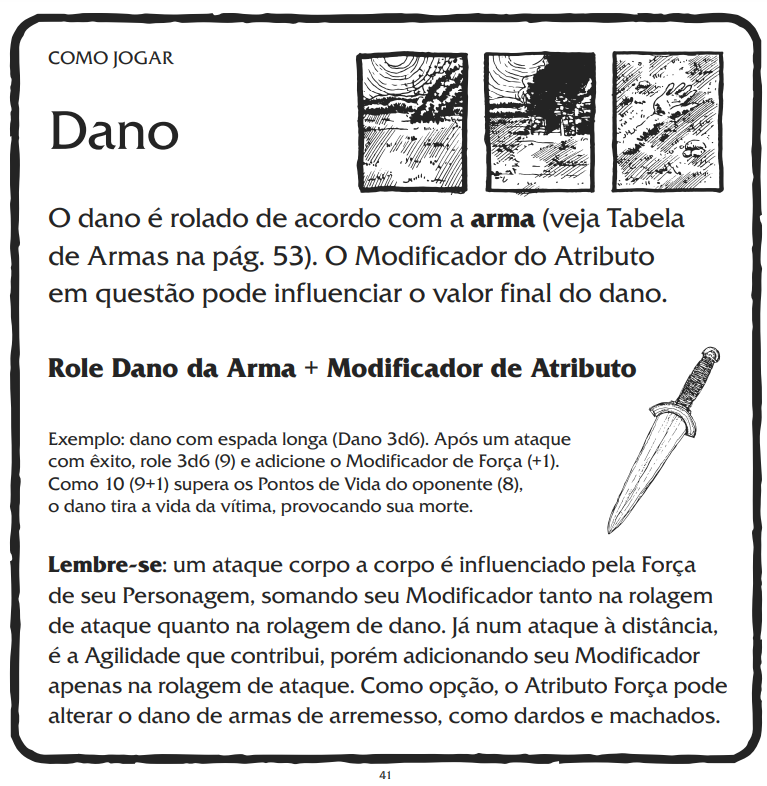 COMO JOGAR
Dano
O dano é rolado de acordo com a arma (veja Tabela
de Armas na pág. 53). O Modificador do Atributo
em questão pode influenciar o valor final do dano.
Role Dano da Arma + Modificador de Atributo
Exemplo: dano com espada longa (Dano 3d6). Após um ataque
com êxito, role 3d6 (9) e adicione o Modificador de Força (+1).
Como 10 (9+1) supera os Pontos de Vida do oponente (8),
o dano tira a vida da vítima, provocando sua morte.
Lembre-se: um ataque corpo a corpo é influenciado pela Força
de seu Personagem, somando seu Modificador tanto na rolagem
de ataque quanto na rolagem de dano. Já num ataque à distância,
é a Agilidade que contribui, porém adicionando seu Modificador
apenas na rolagem de ataque. Como opção, o Atributo Força pode
alterar o dano de armas de arremesso, como dardos e machados.
41